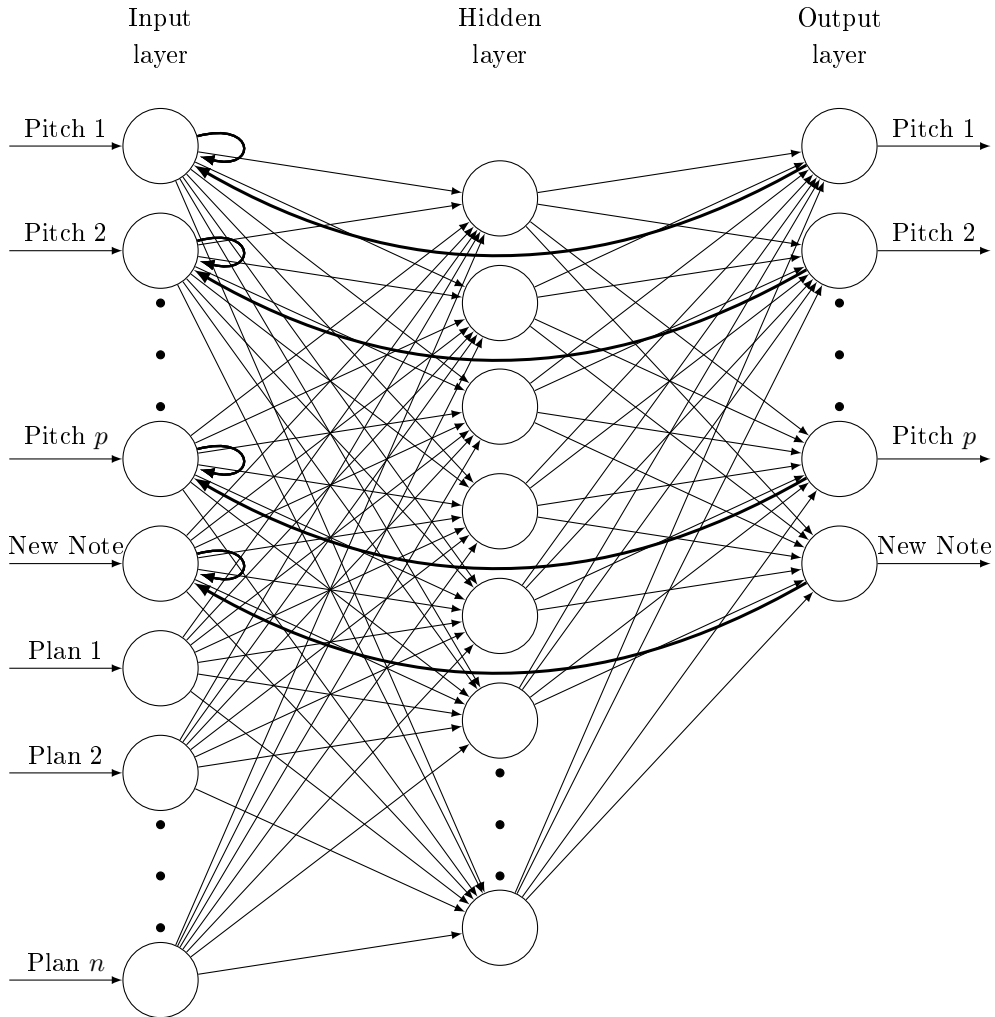 Input
layer
Hidden
layer
Output
layer
Pitch 1
Pitch 1
Pitch 2
Pitch 2
Pitch p
Pitch p
New Note
New Note
Plan 1
Plan 2
Plan n